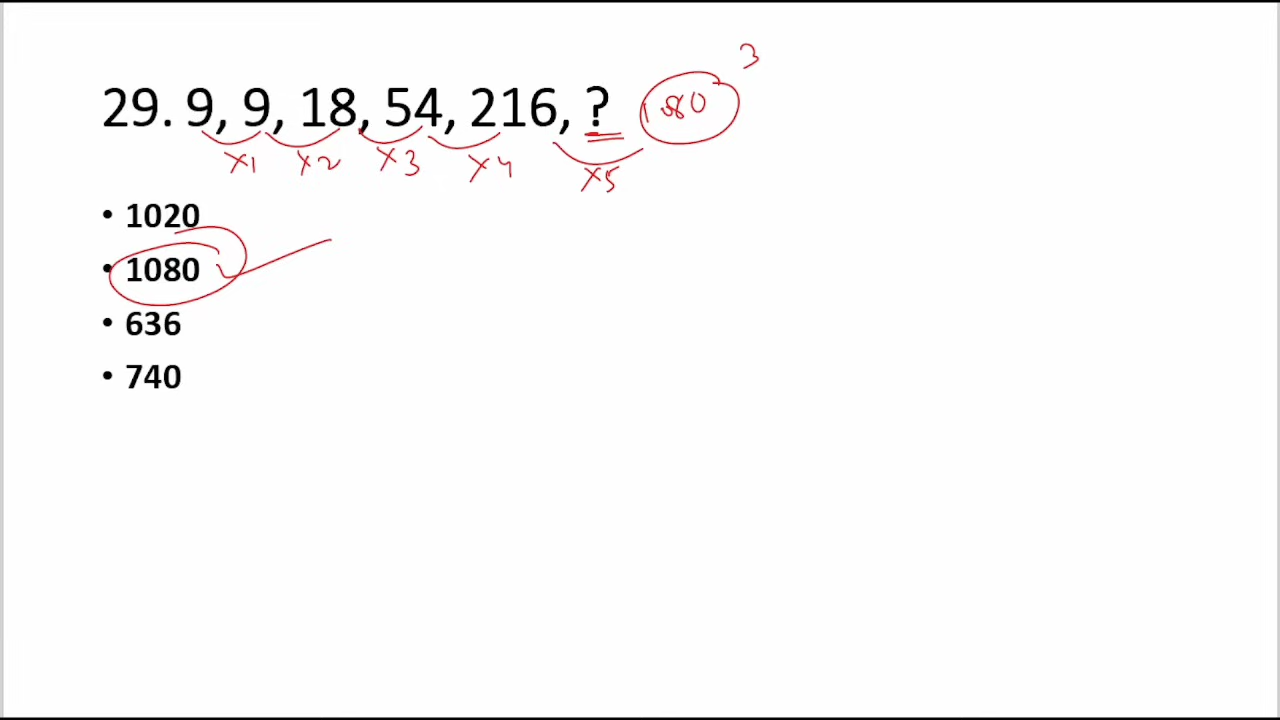 3
29. 9, 9, 18, 54, 216, ? 1080
x1 x2 x3 x4 x5
• 1020
• 1080
• 636
• 740